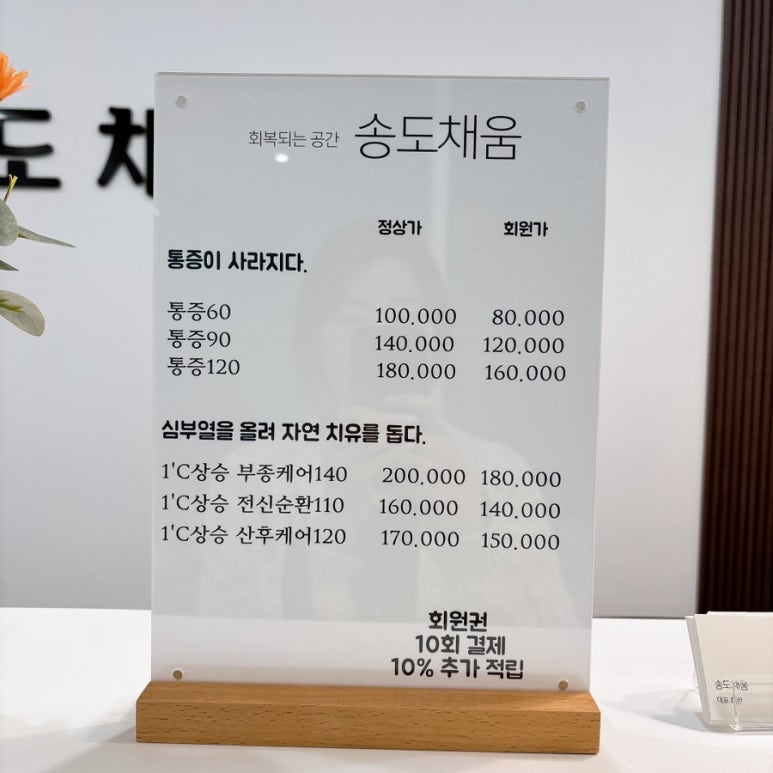 도 채
회복되는 공간 송도채움
정상가 회원가
통증이 사라지다.
통증60 100.000 80.000
통증90 140.000 120.000
통증120 180.000 160.000
심부열을 올려 자연 치유를 돕다.
1'C상승 부종케어140 200.000 180.000
1'C상승 전신순환110 160.000 140.000
1'C상승 산후케어120 170.000 150.000
회원권
10회 결제
10% 추가 적립
송도채움
대표